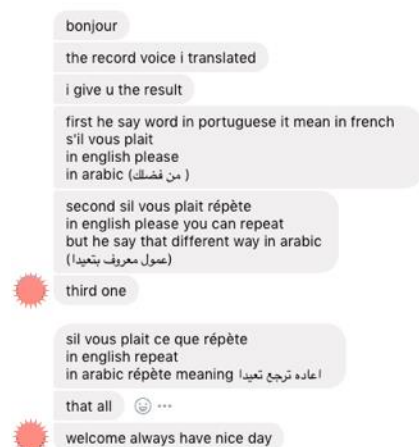 bonjour
the record voice i translated
i give u the result
first he say word in portuguese it mean in french
s'il vous plait
in english please
in arabic (من فضلك )
second sil vous plait répète
in english please you can repeat
but he say that different way in arabic
(عمول معروف بتعيدا)
third one
sil vous plait ce que répète
in english repeat
in arabic répète meaning اعاده ترجع تعيدا
that all
welcome always have nice day